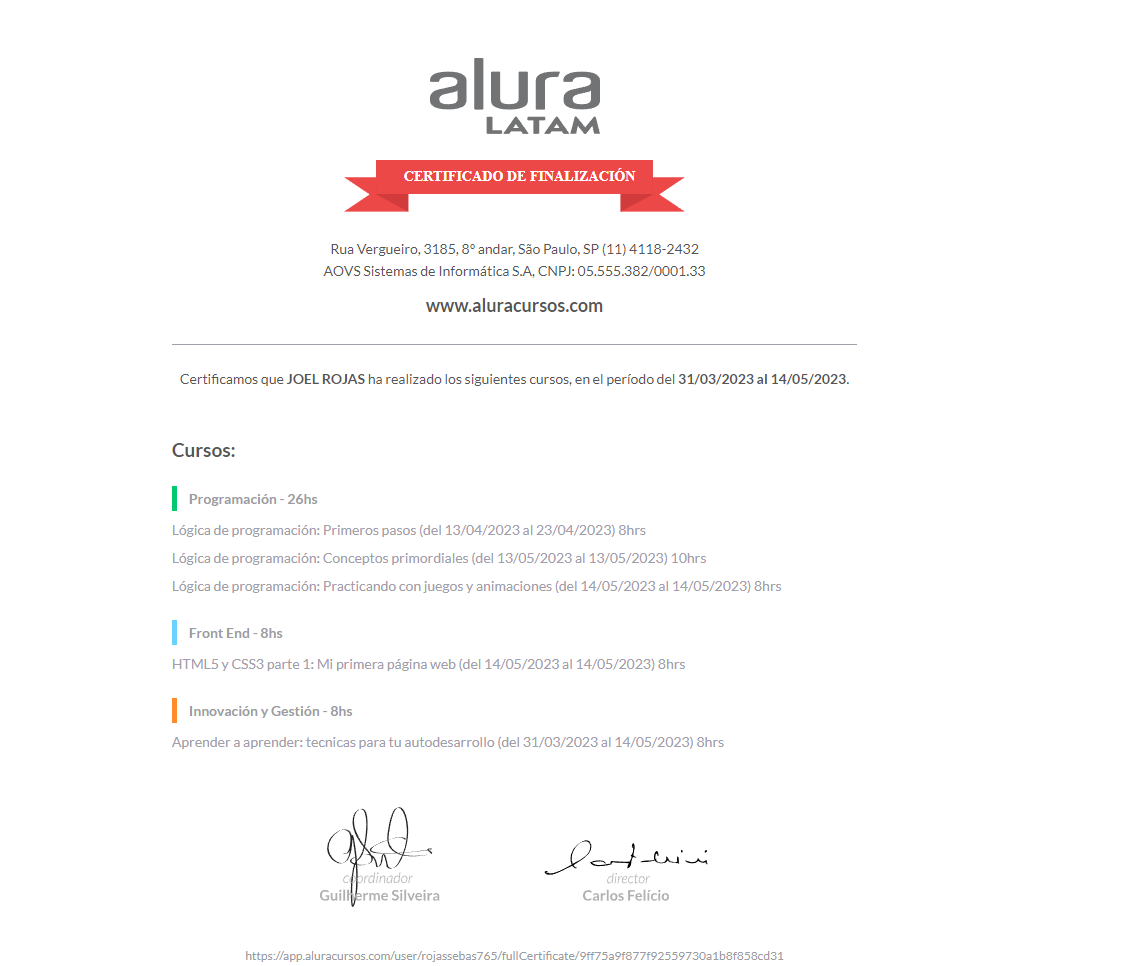 alura
LATAM
CERTIFICADO DE FINALIZACIÓN
Rua Vergueiro, 3185, 8º andar, São Paulo, SP (11) 4118-2432
AOVS Sistemas de Informática S.A, CNPJ: 05.555.382/0001.33
www.aluracursos.com
Certificamos que JOEL ROJAS ha realizado los siguientes cursos, en el período del 31/03/2023 al 14/05/2023.
Cursos:
Programación - 26hs
Lógica de programación: Primeros pasos (del 13/04/2023 al 23/04/2023) 8hrs
Lógica de programación: Conceptos primordiales (del 13/05/2023 al 13/05/2023) 10hrs
Lógica de programación: Practicando con juegos y animaciones (del 14/05/2023 al 14/05/2023) 8hrs
Front End - 8hs
HTML5 y CSS3 parte 1: Mi primera página web (del 14/05/2023 al 14/05/2023) 8hrs
Innovación y Gestión - 8hs
Aprender a aprender: tecnicas para tu autodesarrollo (del 31/03/2023 al 14/05/2023) 8hrs
coordinador
Guilherme Silveira
director
Carlos Felício
https://app.aluracursos.com/user/rojassebas765/fullCertificate/9ff75a9f877f92559730a1b8f858cd31